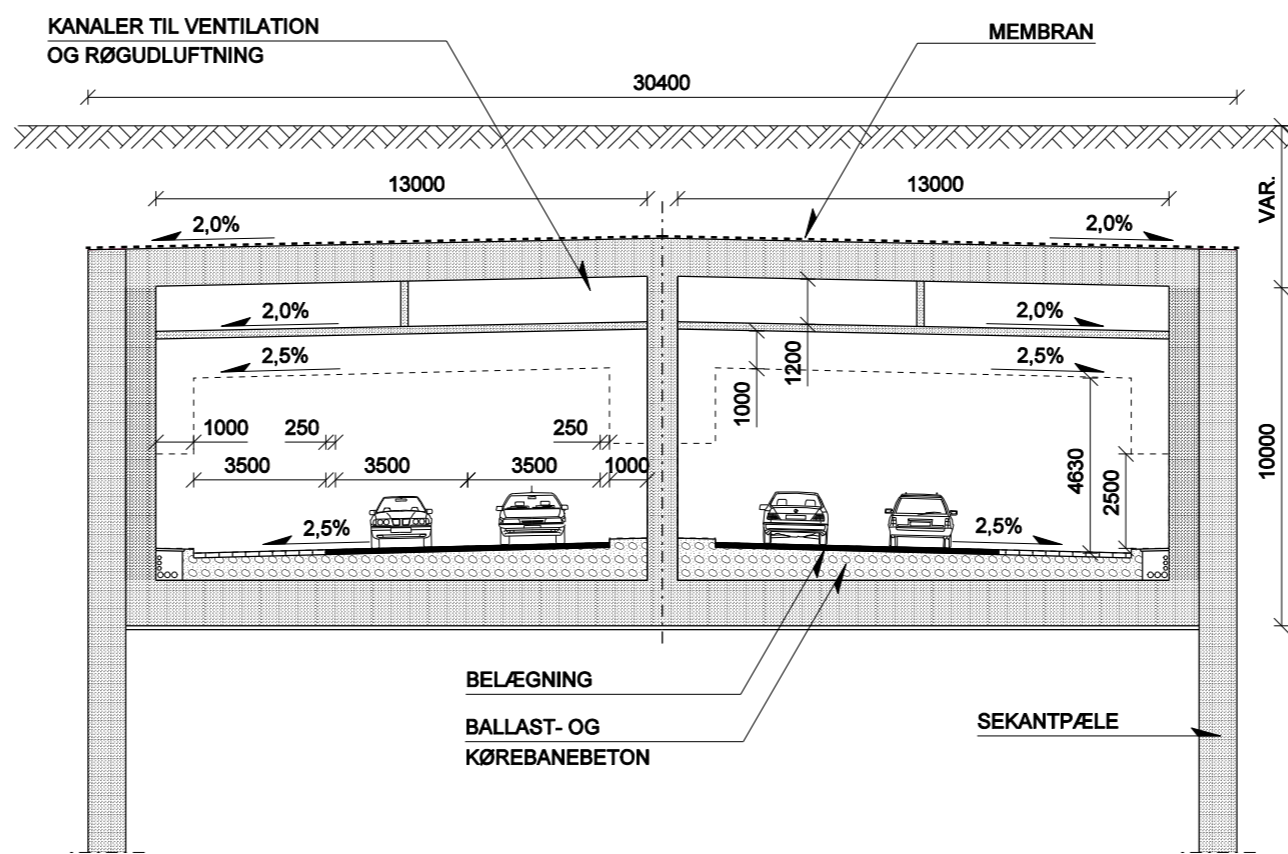 KANALER TIL VENTILATION
OG RØGUDLUFTNING
MEMBRAN
30400
13000
13000
VAR.
2,0%
2,0%
2,0%
2,0%
2,5%
2,5%
1200
1000
10000
1000
250
250
3500
3500
3500
1000
4630
2500
2,5%
2,5%
BELÆGNING
BALLAST- OG
KØREBANEBETON
SEKANTPÆLE